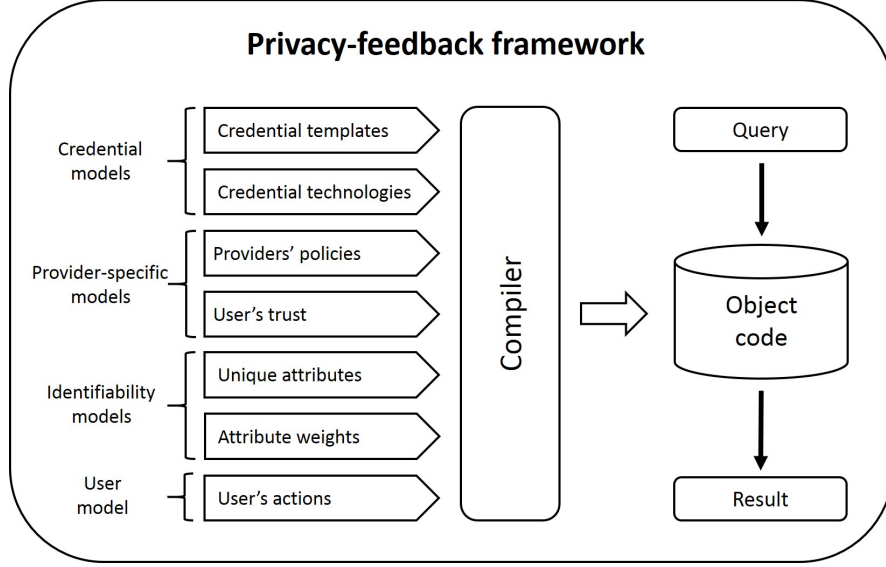 Privacy-feedback framework
Credential
models
Credential templates
Credential technologies
Provider-specific
models
Providers' policies
User's trust
Identifiability
models
Unique attributes
Attribute weights
User
model
User's actions
Compiler
Query
Object
code
Result